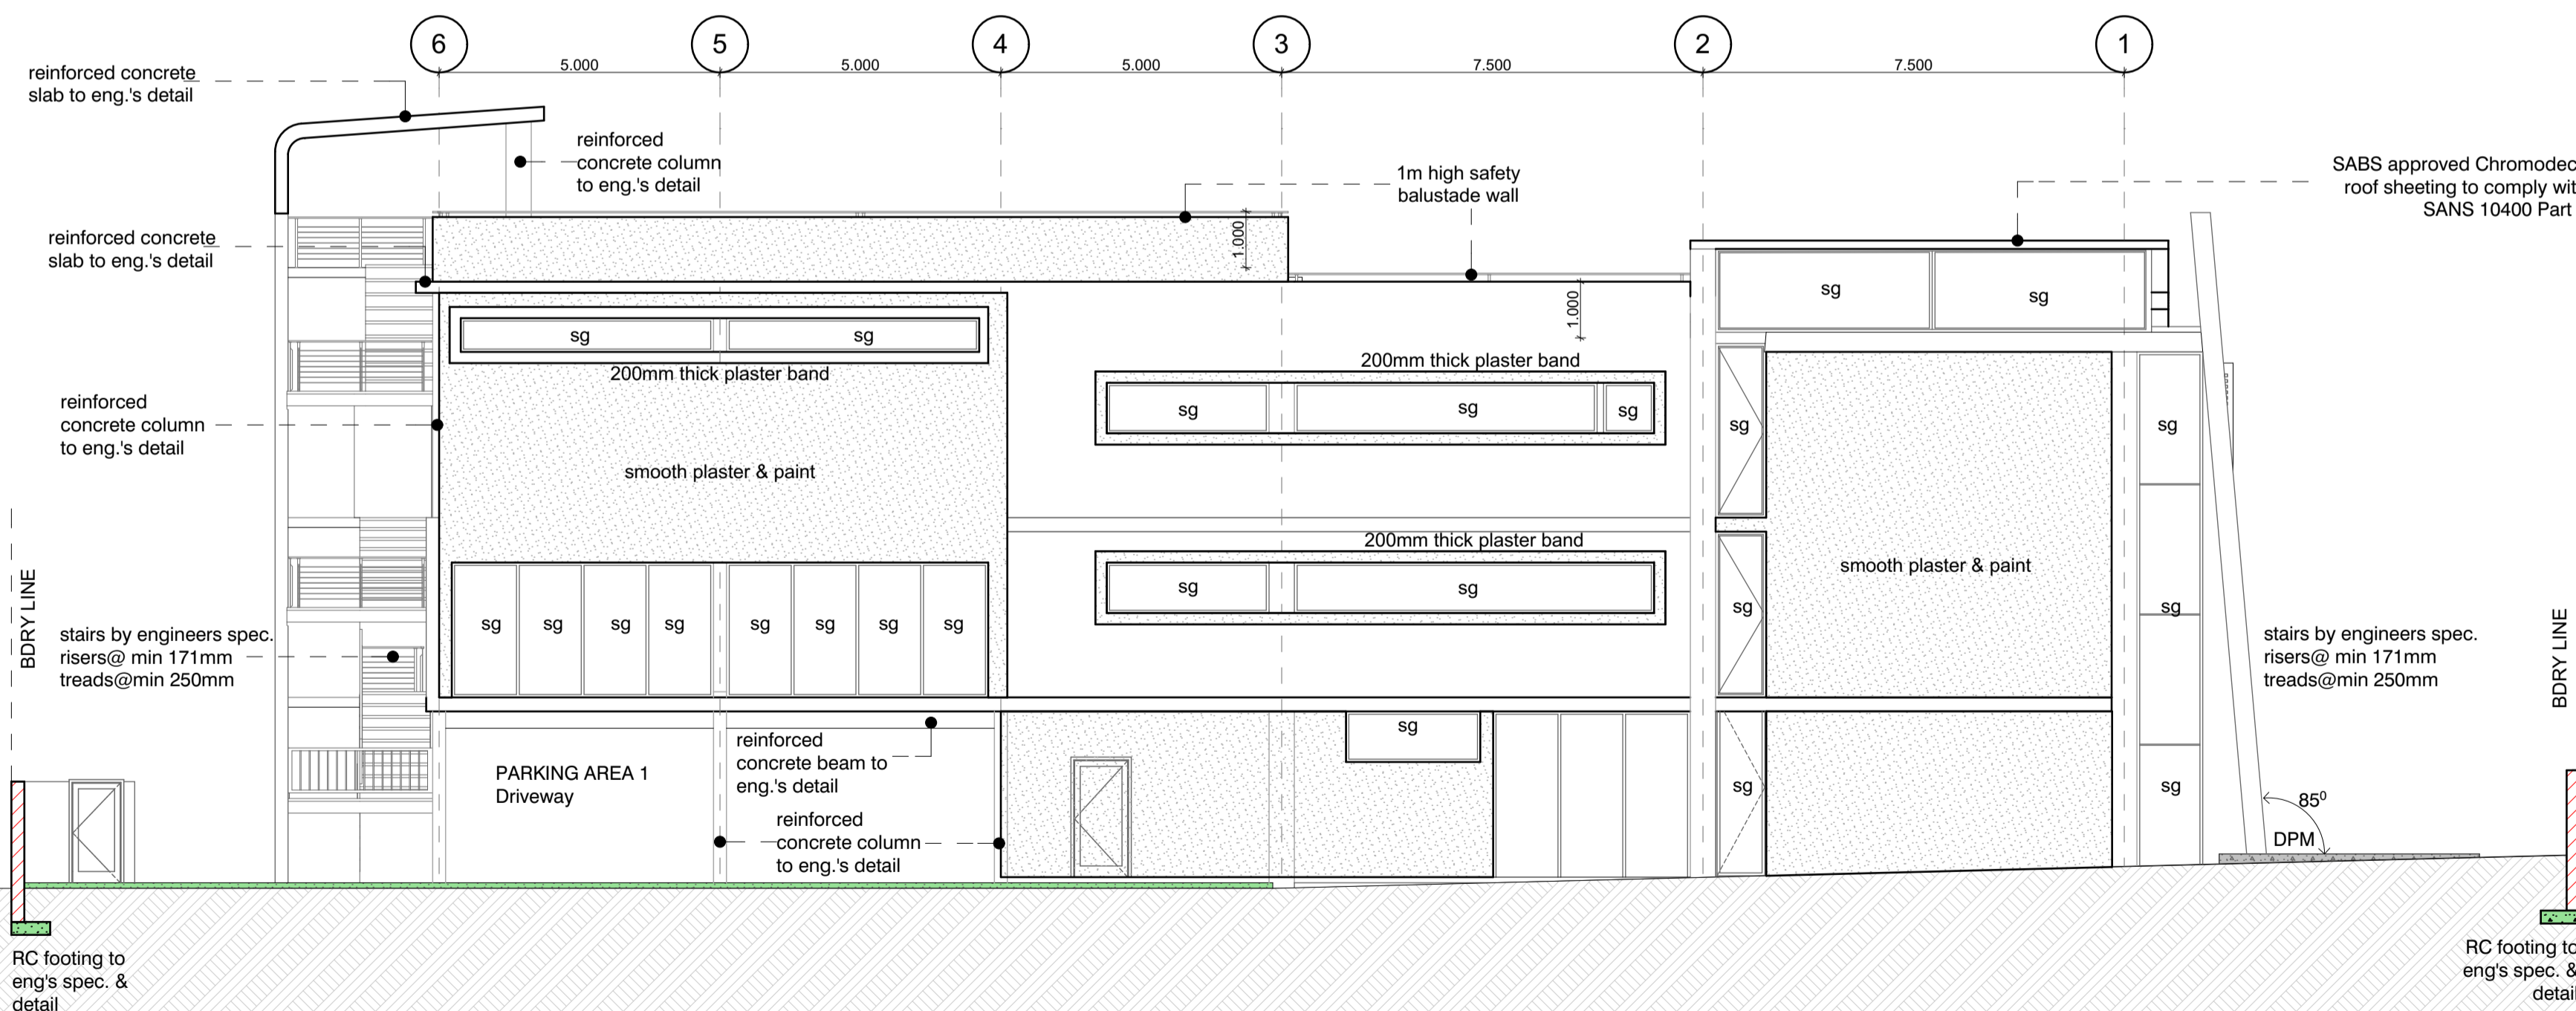 6
5
4
3
2
1
5.000
5.000
5.000
7.500
7.500
reinforced concrete
slab to eng.'s detail
reinforced
concrete column
to eng.'s detail
1m high safety
balustade wall
SABS approved Chromodec
roof sheeting to comply wit
SANS 10400 Part
reinforced concrete
slab to eng.'s detail
1.000
1.000
sg
sg
sg
sg
200mm thick plaster band
200mm thick plaster band
reinforced
concrete column
to eng.'s detail
sg
sg
sg
sg
sg
smooth plaster & paint
200mm thick plaster band
smooth plaster & paint
BDRY LINE
sg
sg
sg
sg
BDRY LINE
stairs by engineers spec.
risers@ min 171mm
treads@min 250mm
sg
sg
sg
sg
sg
sg
sg
sg
stairs by engineers spec.
risers@ min 171mm
treads@min 250mm
sg
reinforced
concrete beam to
eng.'s detail
PARKING AREA 1
Driveway
sg
sg
85⁰
reinforced
concrete column
to eng.'s detail
DPM
RC footing to
eng's spec. &
detail
RC footing to
eng's spec. &
detail